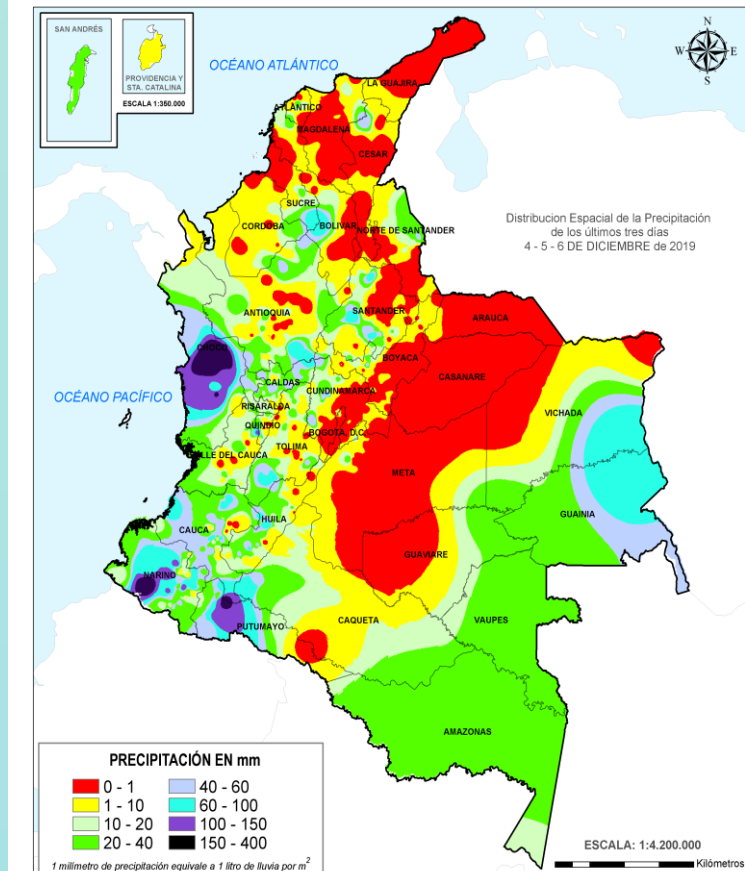 SAN ANDRÉS
PROVIDENCIA Y
STA. CATALINA
ESCALA 1:350.000
OCÉANO ATLÁNTICO
N
W E
S
LA GUAJIRA
ATLÁNTICO
MAGDALENA
CESAR
SUCRE
CORDOBA
BOLIVAR
NORTE DE SANTANDER
Distribucion Espacial de la Precipitación
de los últimos tres días
4 - 5 - 6 DE DICIEMBRE de 2019
ANTIOQUIA
SANTANDER
ARAUCA
CHOCO
BOYACA
CASANARE
OCÉANO PACÍFICO
CALDAS
CUNDINAMARCA
RISARALDA
VICHADA
QUINDIO
BOGOTA, D.C.
TOLIMA
VALLE DEL CAUCA
META
GUAINIA
CAUCA
HUILA
GUAVIARE
NARIÑO
CAQUETA
VAUPES
PUTUMAYO
AMAZONAS
PRECIPITACIÓN EN mm
0 - 1 40 - 60
1 - 10 60 - 100
10 - 20 100 - 150
20 - 40 150 - 400
1 milímetro de precipitación equivale a 1 litro de lluvia por m²
ESCALA: 1:4.200.000
Kilómetros